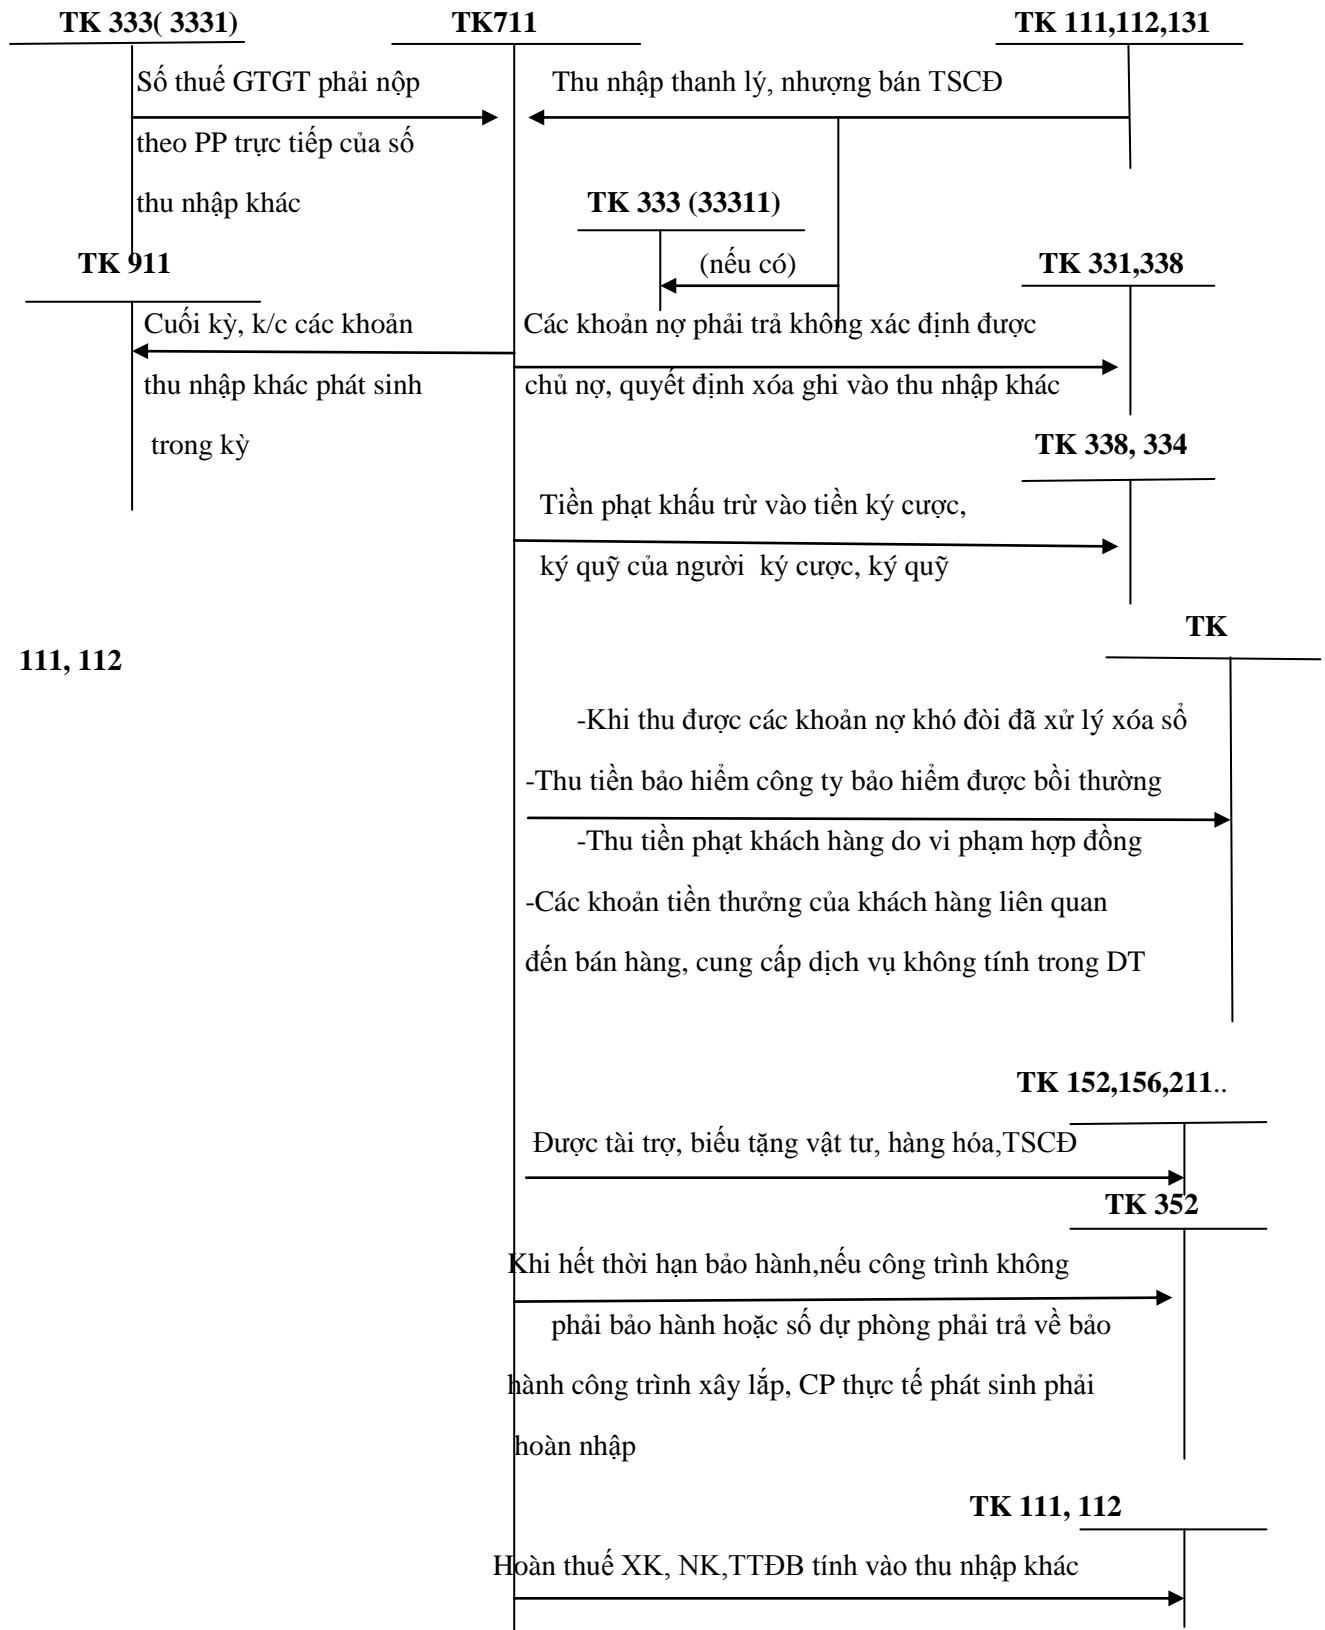 TK 333( 3331) TK711 TK 111,112,131
Số thuế GTGT phải nộp
theo PP trực tiếp của số
thu nhập khác
Thu nhập thanh lý, nhượng bán TSCĐ
TK 333 (33311)
(nếu có)
TK 911
Cuối kỳ, k/c các khoản
thu nhập khác phát sinh
trong kỳ
TK 331,338
Các khoản nợ phải trả không xác định được
chủ nợ, quyết định xóa ghi vào thu nhập khác
TK 338, 334
Tiền phạt khấu trừ vào tiền ký cược,
ký quỹ của người ký cược, ký quỹ
TK
111, 112
-Khi thu được các khoản nợ khó đòi đã xử lý xóa sổ
-Thu tiền bảo hiểm công ty bảo hiểm được bồi thường
-Thu tiền phạt khách hàng do vi phạm hợp đồng
-Các khoản tiền thưởng của khách hàng liên quan
đến bán hàng, cung cấp dịch vụ không tính trong DT
TK 152,156,211..
Được tài trợ, biếu tặng vật tư, hàng hóa,TSCĐ
TK 352
Khi hết thời hạn bảo hành,nếu công trình không
phải bảo hành hoặc số dự phòng phải trả về bảo
hành công trình xây lắp, CP thực tế phát sinh phải
hoàn nhập
TK 111, 112
Hoàn thuế XK, NK,TTĐB tính vào thu nhập khác